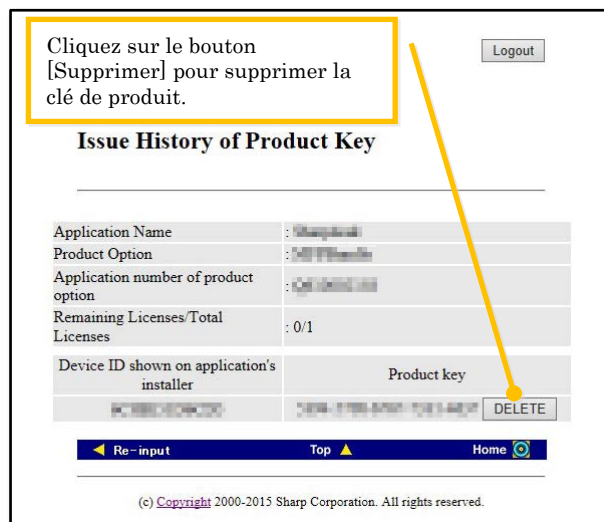 Cliquez sur le bouton
[Supprimer] pour supprimer la
clé de produit.
Logout
Issue History of Product Key
Application Name :
Product Option :
Application number of product
option :
Remaining Licenses/Total
Licenses : 0/1
Device ID shown on application's
installer
Product key
DELETE
Re-input Top Home
(c) Copyright 2000-2015 Sharp Corporation. All rights reserved.